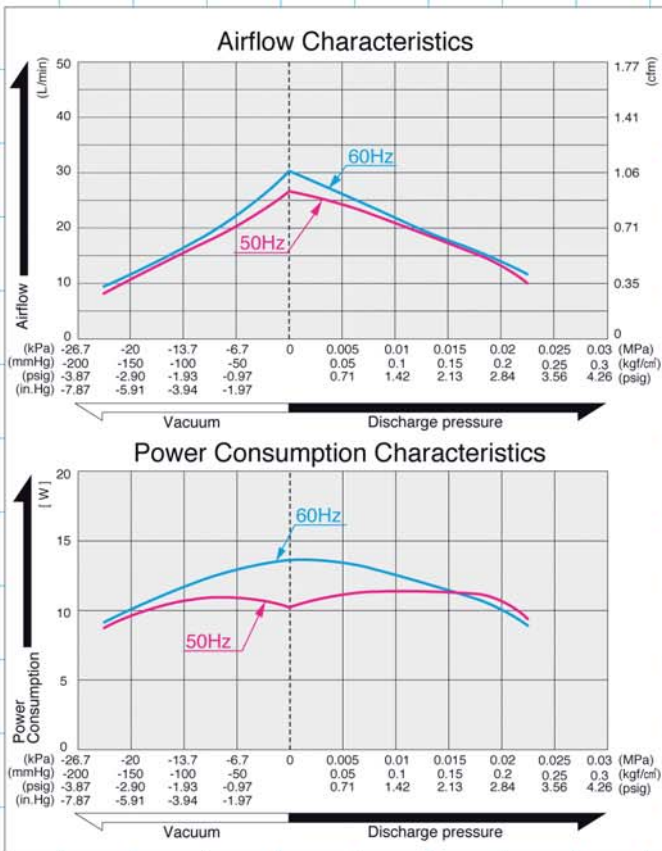 Airflow Characteristics
(L/min)
50
40
30
20
10
0
Airflow
(cfm)
1.77
1.41
1.06
0.71
0.35
0
60Hz
50Hz
(kPa) -26.7 -20 -13.7 -6.7 0 0.005 0.01 0.015 0.02 0.025 0.03 (MPa)
(mmHg) -200 -150 -100 -50 0.05 0.1 0.15 0.2 0.25 0.3 (kgf/c㎡)
(psig) -3.87 -2.90 -1.93 -0.97 0.71 1.42 2.13 2.84 3.56 4.26 (psig)
(in.Hg) -7.87 -5.91 -3.94 -1.97
Vacuum Discharge pressure
Power Consumption Characteristics
[W]
20
15
10
5
0
Power
Consumption
60Hz
50Hz
(kPa) -26.7 -20 -13.7 -6.7 0 0.005 0.01 0.015 0.02 0.025 0.03 (MPa)
(mmHg) -200 -150 -100 -50 0.05 0.1 0.15 0.2 0.25 0.3 (kgf/c㎡)
(psig) -3.87 -2.90 -1.93 -0.97 0.71 1.42 2.13 2.84 3.56 4.26 (psig)
(in.Hg) -7.87 -5.91 -3.94 -1.97
Vacuum Discharge pressure